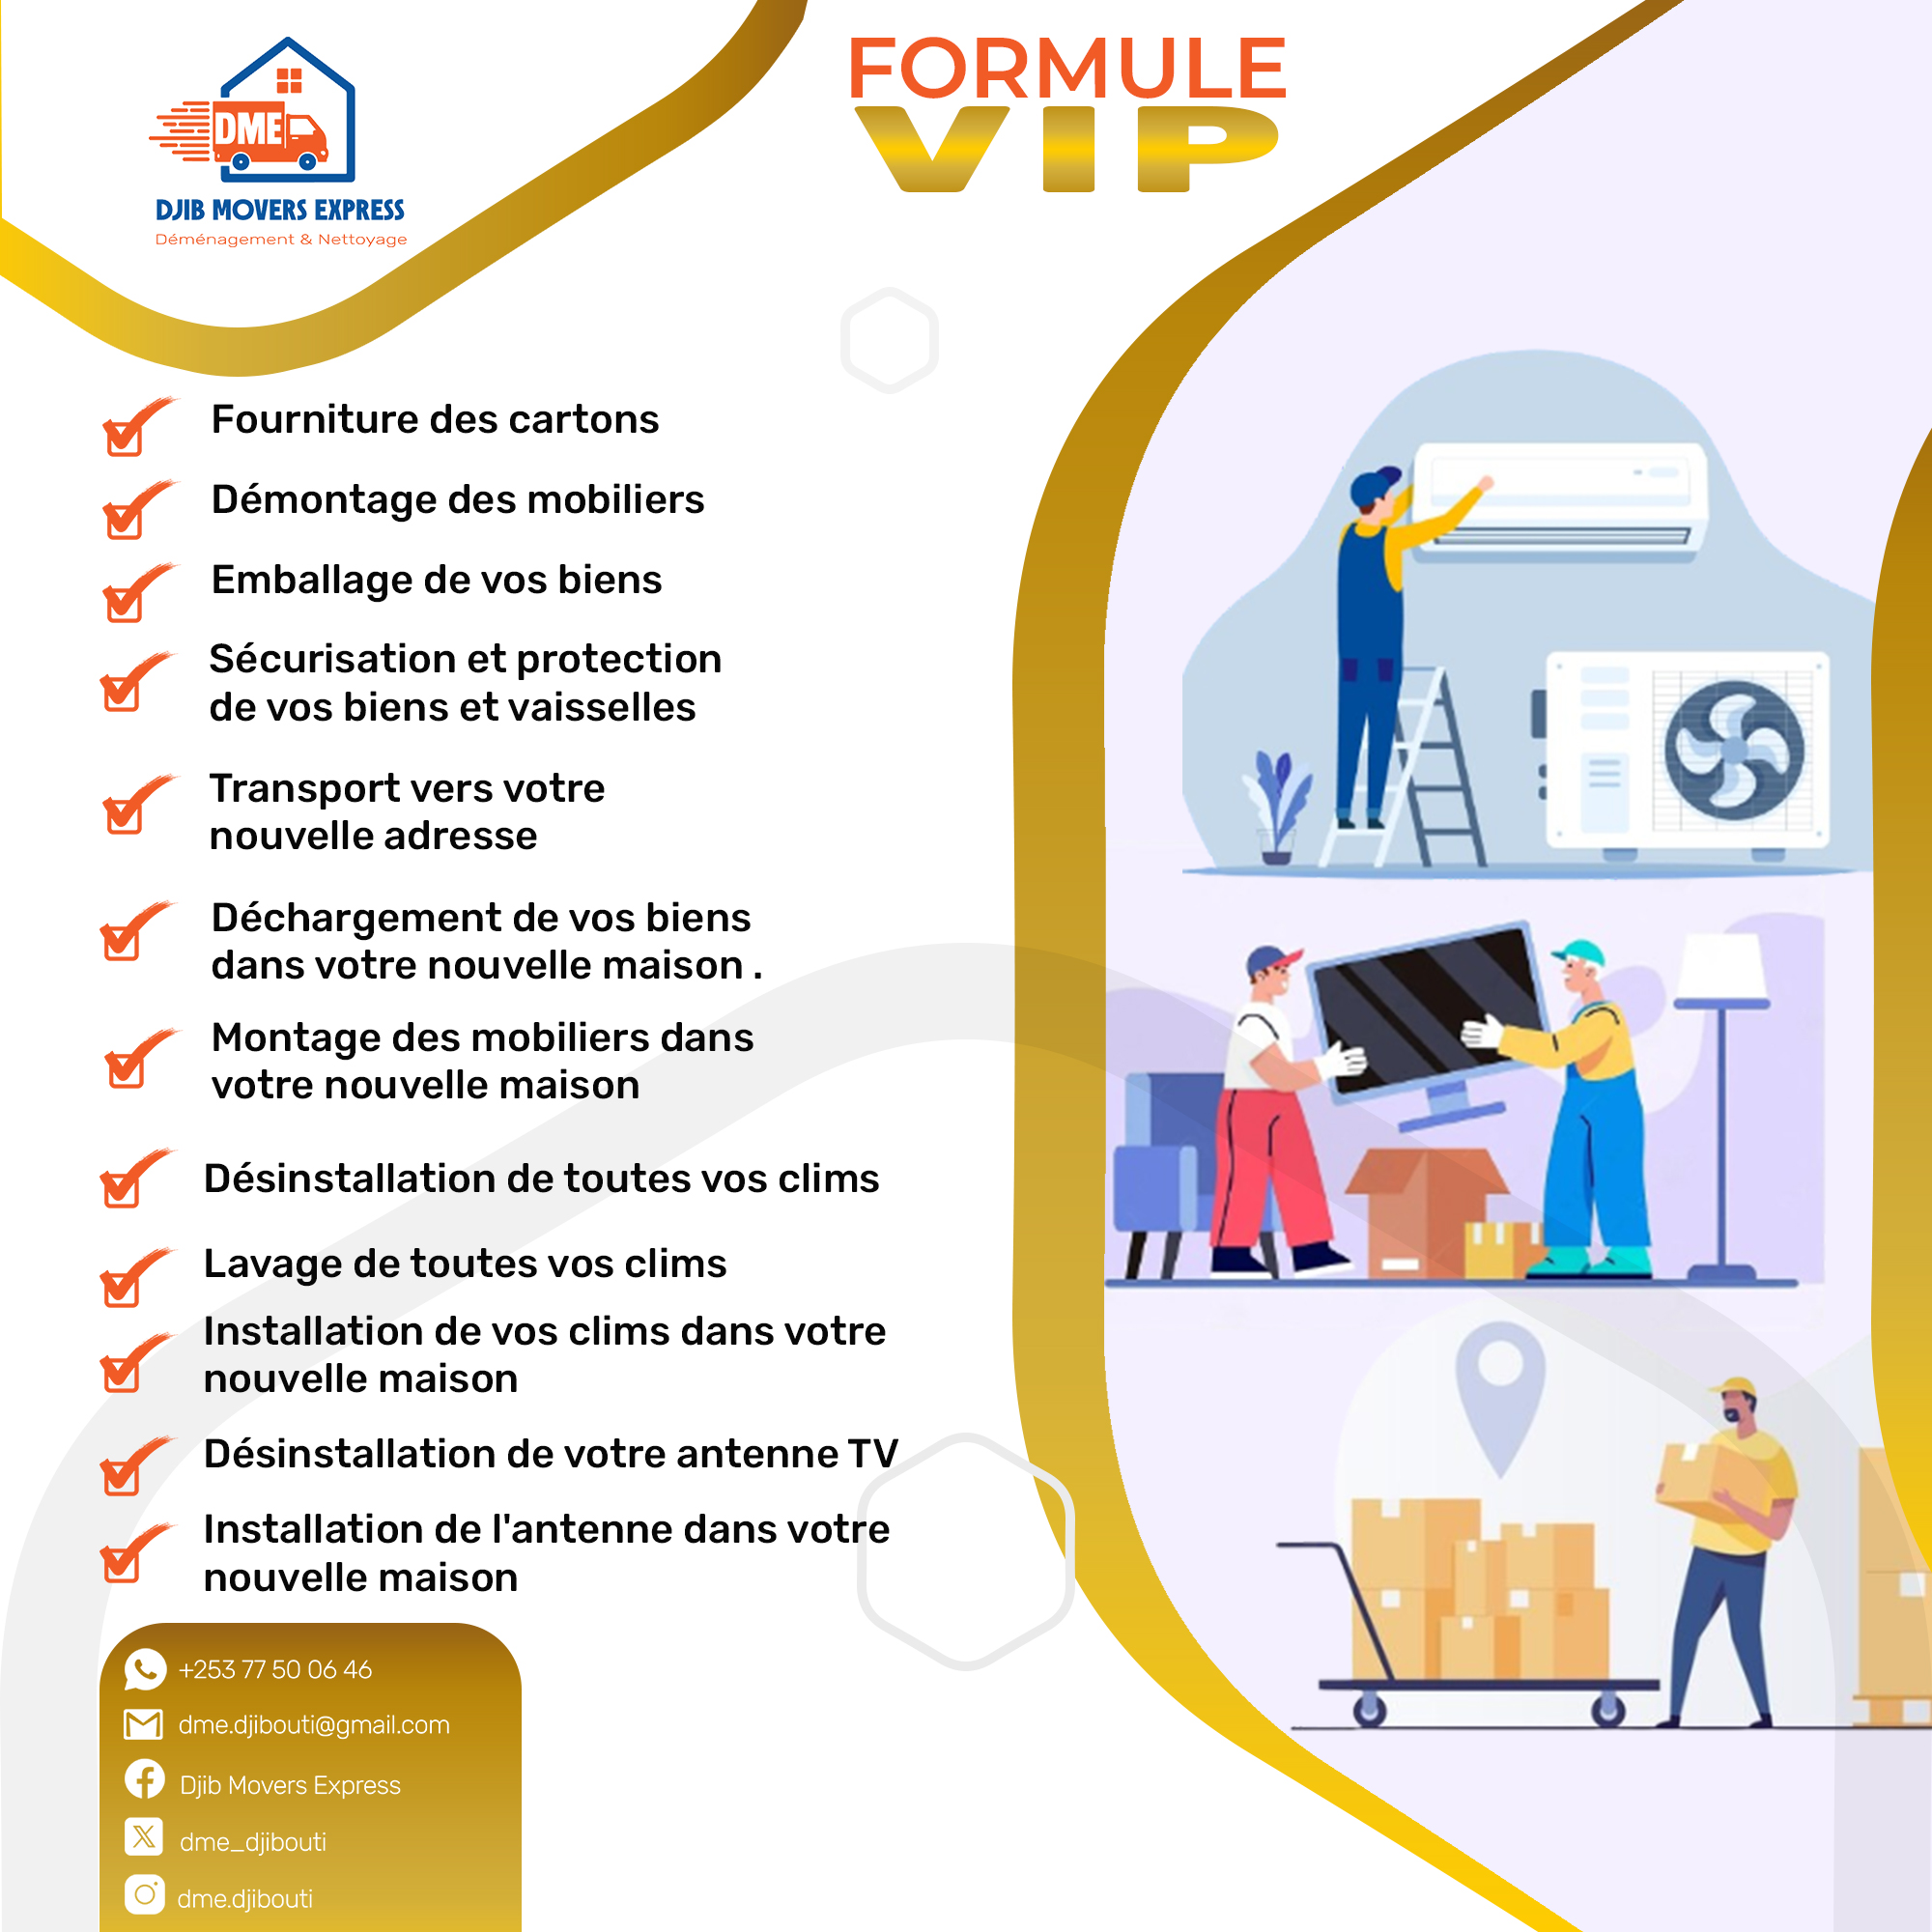 DME
DJIB MOVERS EXPRESS
Déménagement & Nettoyage
FORMULE
VIP
Fourniture des cartons
Démontage des mobiliers
Emballage de vos biens
Sécurisation et protection
de vos biens et vaisselles
Transport vers votre
nouvelle adresse
Déchargement de vos biens
dans votre nouvelle maison .
Montage des mobiliers dans
votre nouvelle maison
Désinstallation de toutes vos clims
Lavage de toutes vos clims
Installation de vos clims dans votre
nouvelle maison
Désinstallation de votre antenne TV
Installation de l'antenne dans votre
nouvelle maison
+253 77 50 06 46
dme.djibouti@gmail.com
Djib Movers Express
dme_djibouti
dme.djibouti